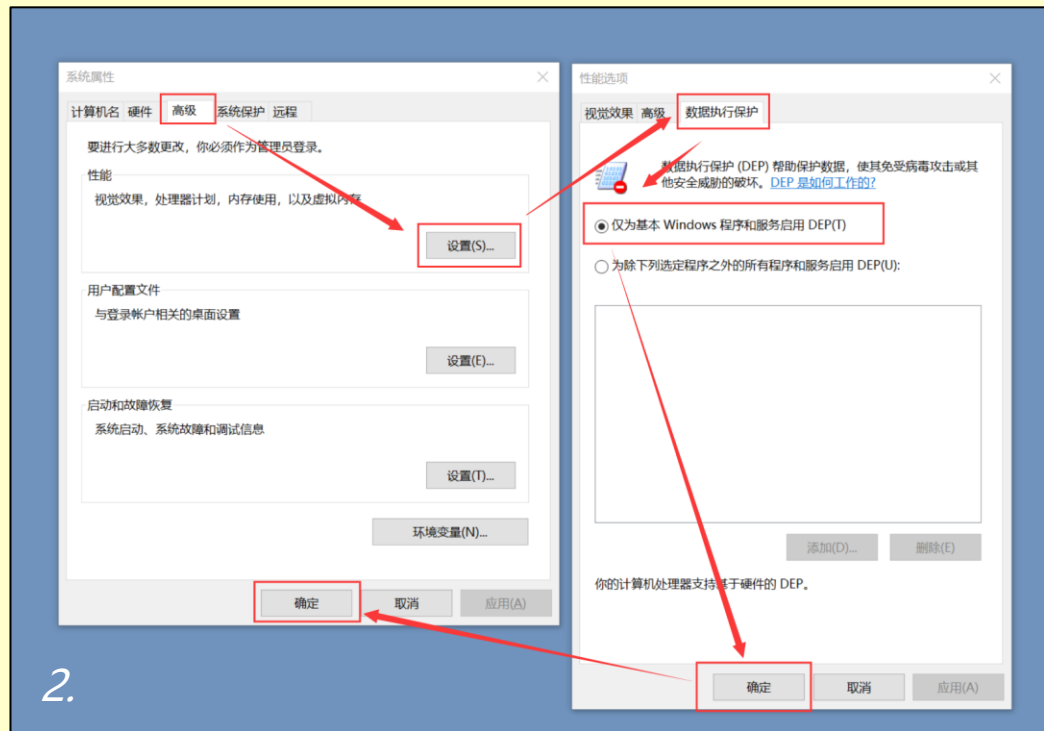 系统属性
计算机名 硬件 高级 系统保护 远程
要进行大多数更改，你必须作为管理员登录。
性能
视觉效果，处理器计划，内存使用，以及虚拟内存
设置(S)...
用户配置文件
与登录帐户相关的桌面设置
设置(E)...
启动和故障恢复
系统启动、系统故障和调试信息
设置(T)...
环境变量(N)...
确定 取消 应用(A)
性能选项
视觉效果 高级 数据执行保护
数据执行保护 (DEP) 帮助保护数据，使其免受病毒攻击或其
他安全威胁的破坏。DEP 是如何工作的?
仅为基本 Windows 程序和服务启用 DEP(T)
为除下列选定程序之外的所有程序和服务启用 DEP(U):
添加(D)... 删除(E)
你的计算机处理器支持基于硬件的 DEP。
确定 取消 应用(A)
2.